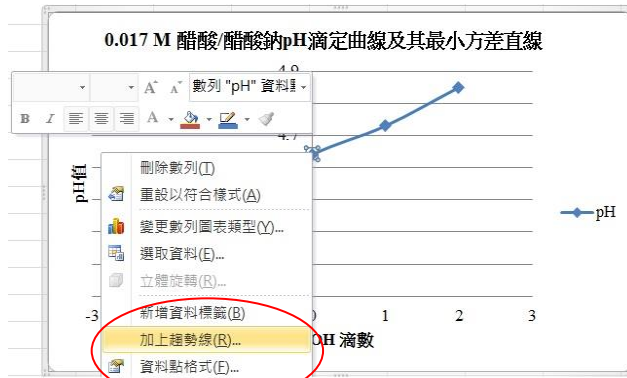 0.017 M 醋酸/醋酸鈉pH滴定曲線及其最小方差直線
4.9
數列 "pH" 資料
B I A
4.7
pH值
刪除數列(T)
重設以符合樣式(A)
變更數列圖表類型(Y)...
選取資料(E)...
立體旋轉(R)...
新增資料標籤(B)
加上趨勢線(R)...
資料點格式(F)...
pH
-3 0 1 2 3
OH 滴數